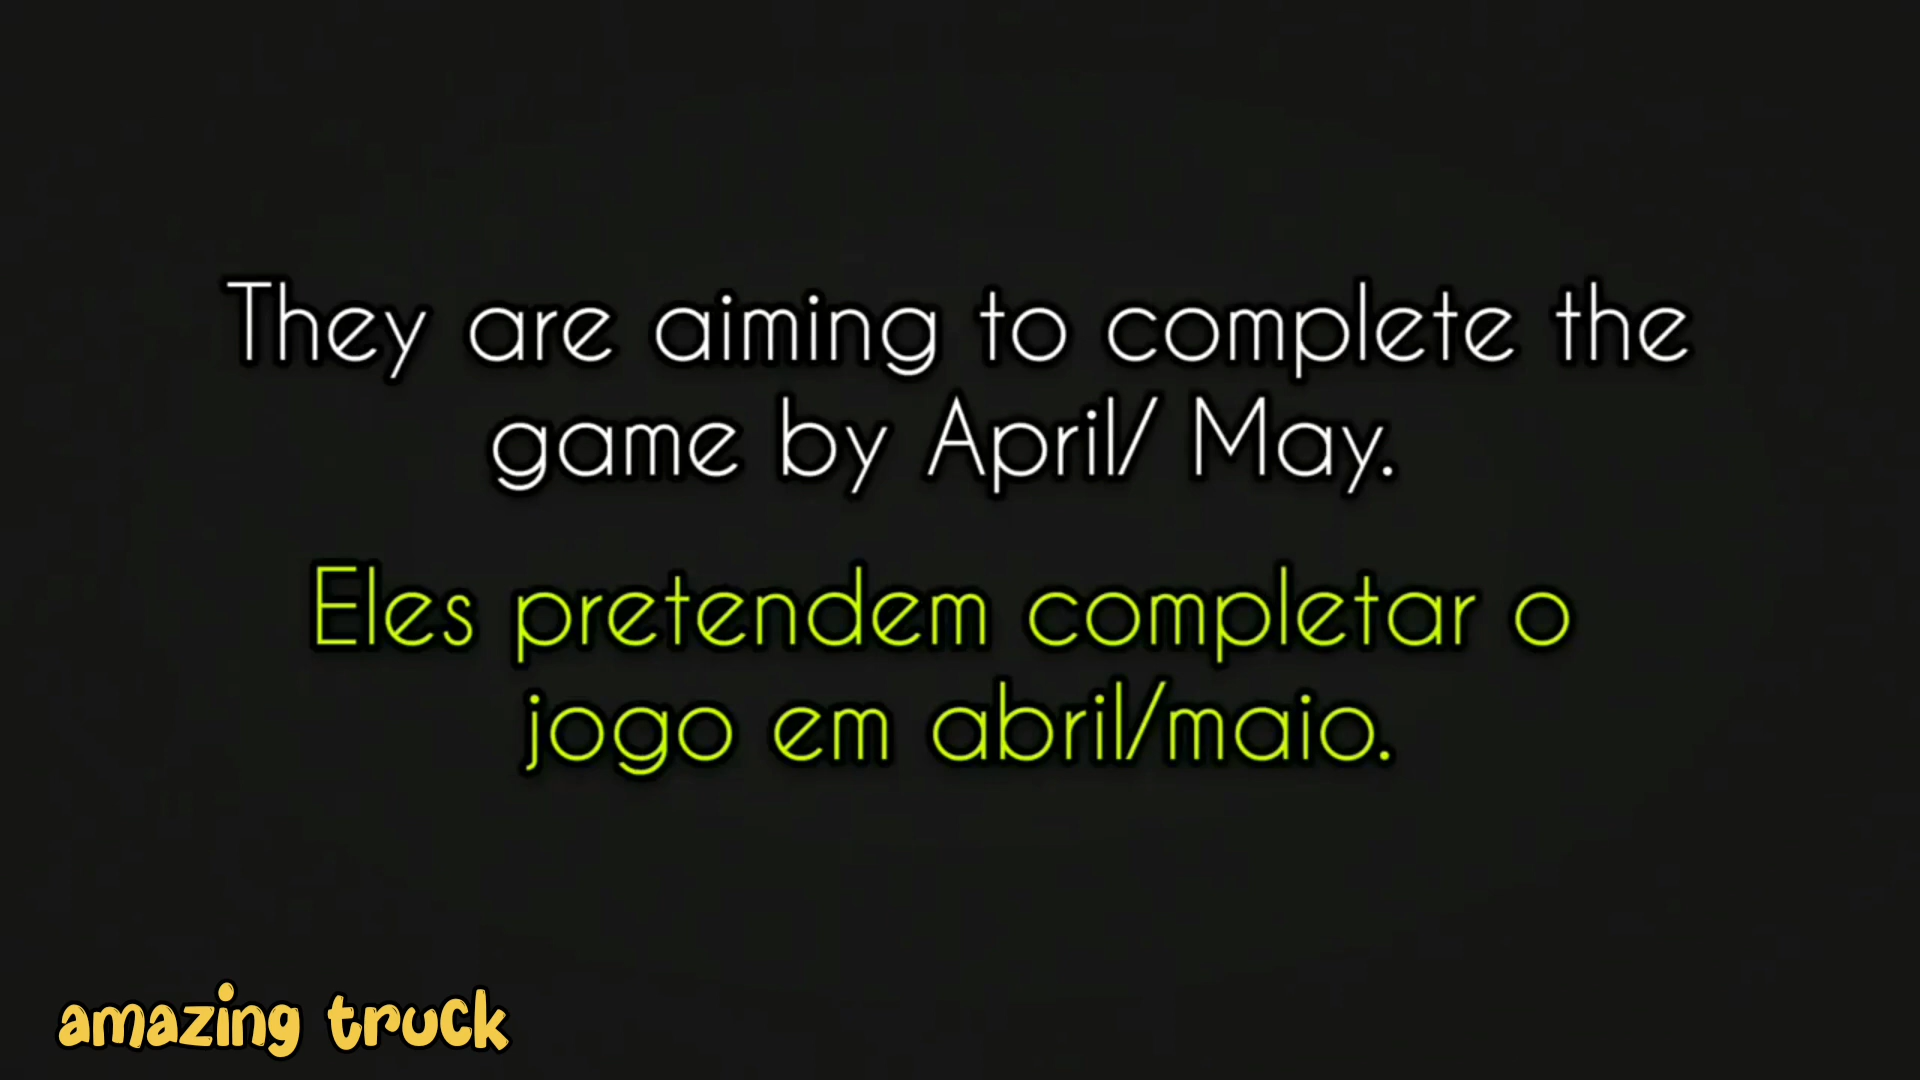 They are aiming to complete the
game by April/ May.
Eles pretendem completar o
jogo em abril/maio.
amazing truck